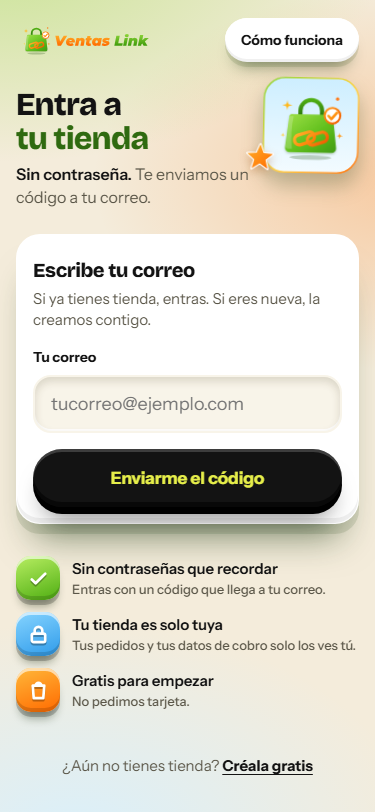 Ventas Link
Cómo funciona
Entra a
tu tienda
Sin contraseña. Te enviamos un
código a tu correo.
Escribe tu correo
Si ya tienes tienda, entras. Si eres nueva, la
creamos contigo.
Tu correo
tucorreo@ejemplo.com
Enviarme el código
Sin contraseñas que recordar
Entras con un código que llega a tu correo.
Tu tienda es solo tuya
Tus pedidos y tus datos de cobro solo los ves tú.
Gratis para empezar
No pedimos tarjeta.
¿Aún no tienes tienda? Créala gratis